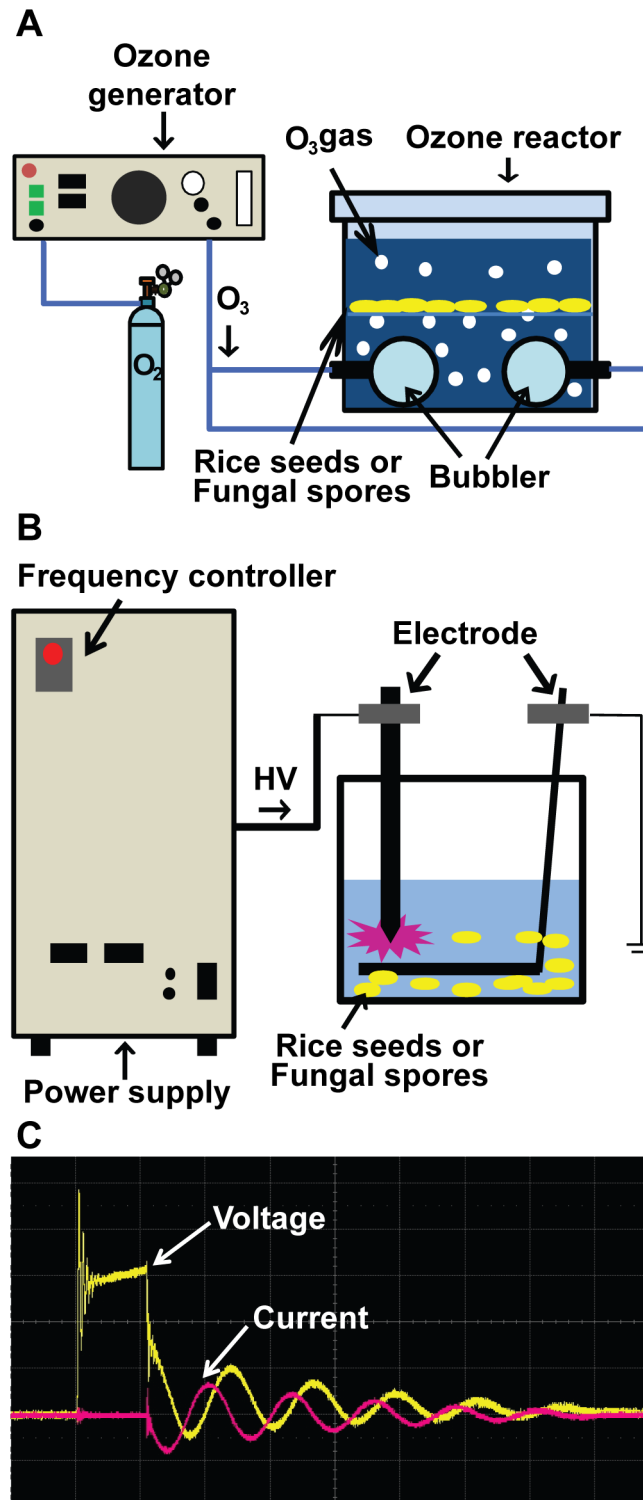 A
Ozone
generator
O₃gas
Ozone reactor
O₃
O₂
Rice seeds or
Fungal spores
Bubbler
B
Frequency controller
Electrode
HV
Rice seeds or
Fungal spores
Power supply
C
Voltage
Current